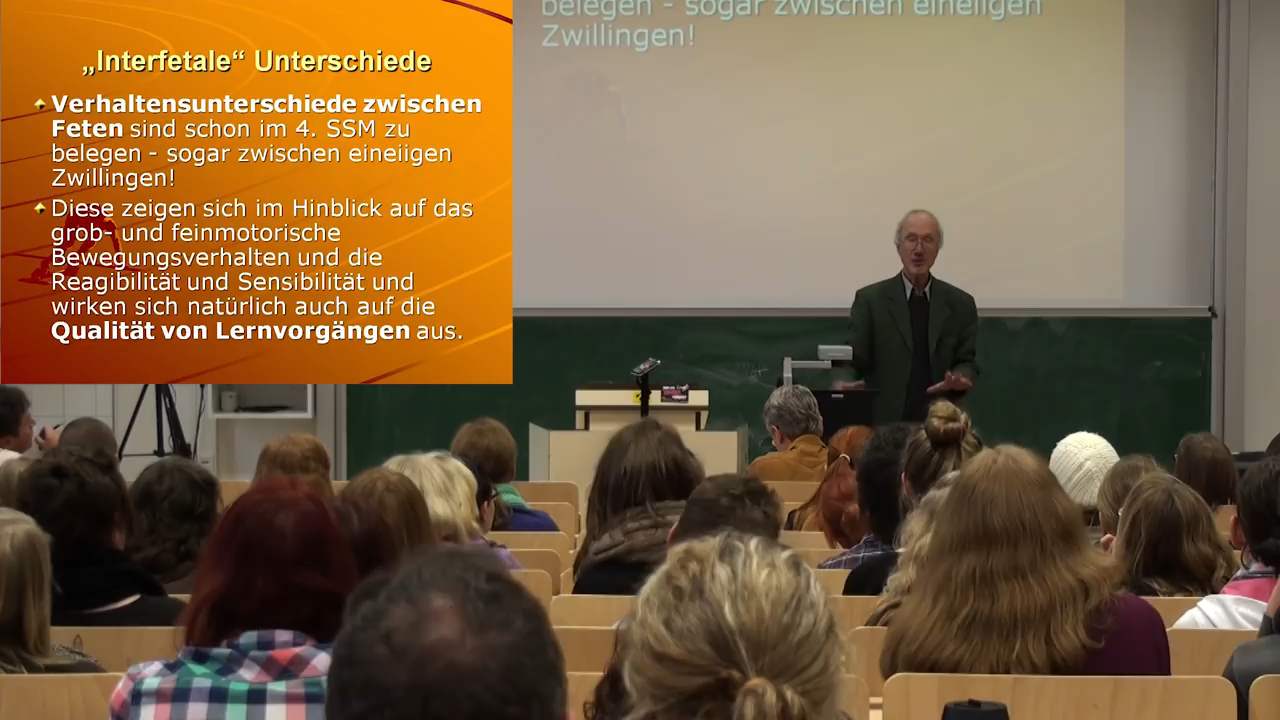 „Interfetale“ Unterschiede
Verhaltensunterschiede zwischen
Feten sind schon im 4. SSM zu
belegen - sogar zwischen eineiigen
Zwillingen!
Diese zeigen sich im Hinblick auf das
grob- und feinmotorische
Bewegungsverhalten und die
Reagibilität und Sensibilität und
wirken sich natürlich auch auf die
Qualität von Lernvorgängen aus.
belegen - sogar zwischen eineiigen
Zwillingen!